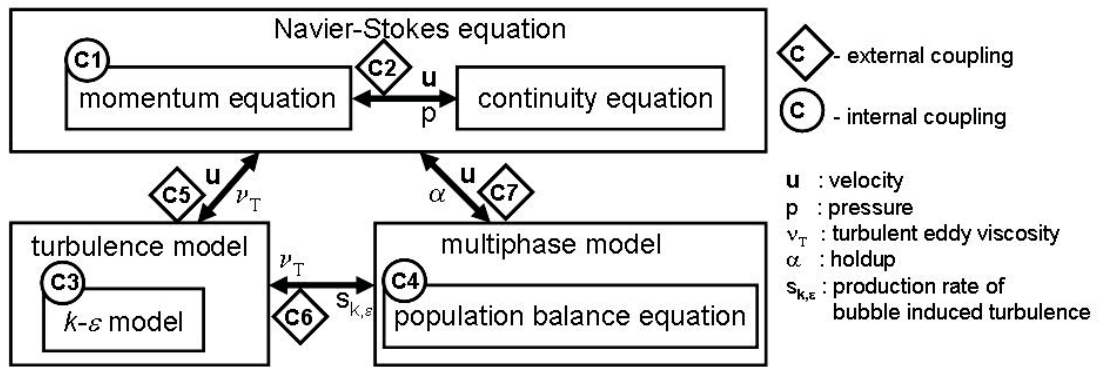 Navier-Stokes equation
C1
momentum equation
C2
u
p
continuity equation
C5
u
νT
α
u
C7
turbulence model
C3
k-ε model
νT
sk,ε
C6
multiphase model
C4
population balance equation
C - external coupling
C - internal coupling
u : velocity
p : pressure
νT : turbulent eddy viscosity
α : holdup
sk,ε : production rate of
bubble induced turbulence